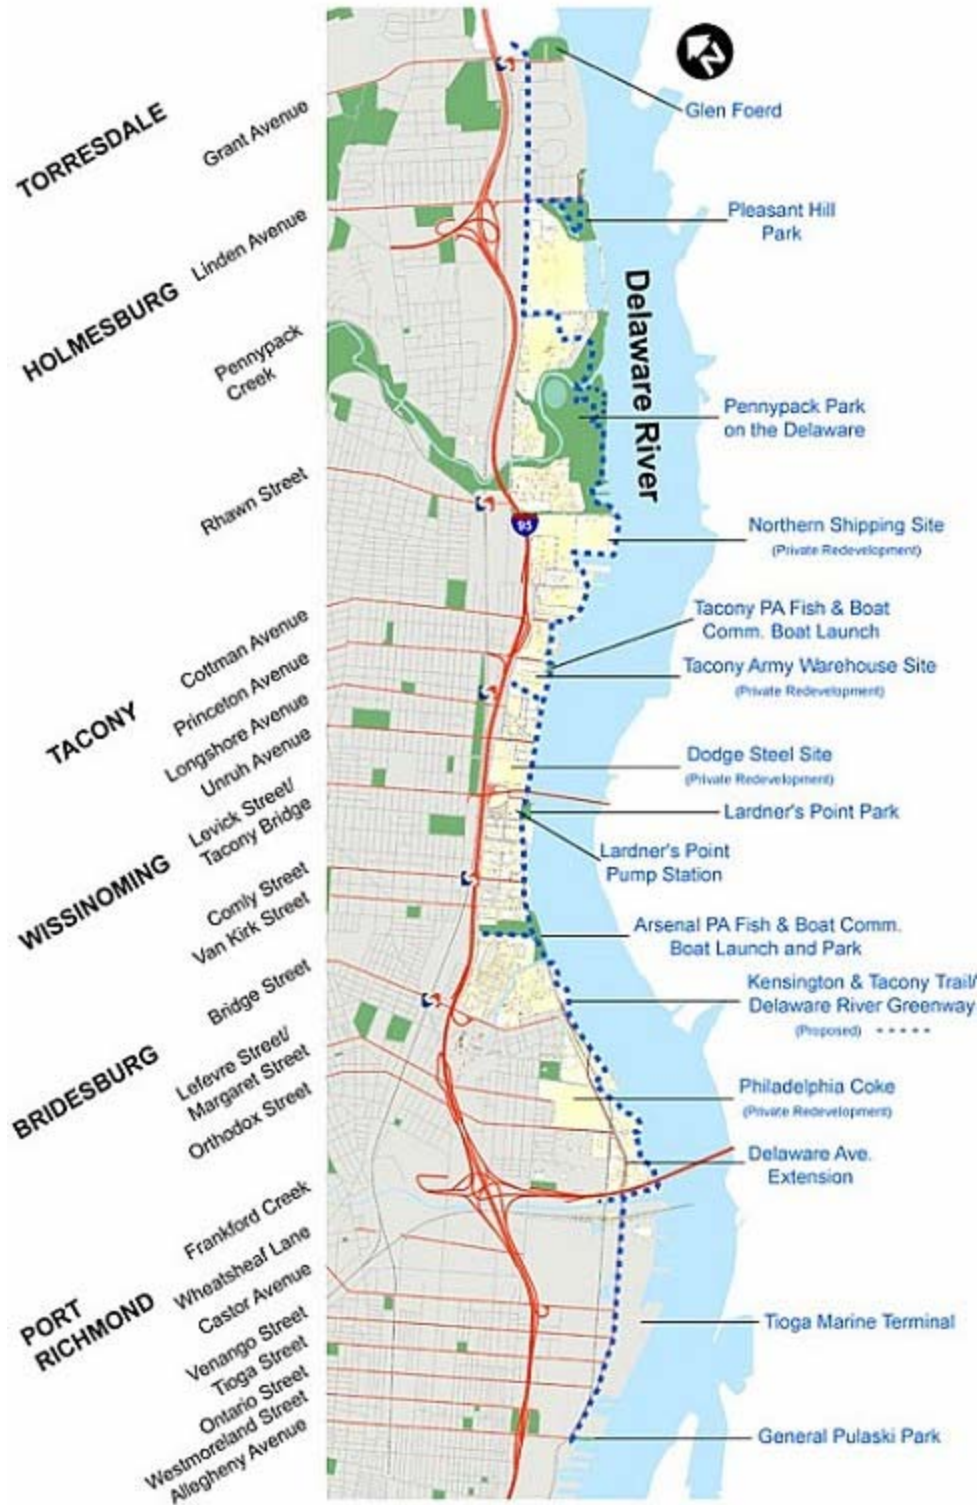 N
TORRESDALE
Grant Avenue
Glen Foerd
Linden Avenue
Pleasant Hill
Park
HOLMESBURG
Delaware River
Pennypack
Creek
Pennypack Park
on the Delaware
Rhawn Street
95
Northern Shipping Site
(Private Redevelopment)
Cottman Avenue
Tacony PA Fish & Boat
Comm. Boat Launch
Princeton Avenue
Tacony Army Warehouse Site
(Private Redevelopment)
TACONY
Longshore Avenue
Unruh Avenue
Dodge Steel Site
(Private Redevelopment)
Levick Street/
Tacony Bridge
Lardner's Point Park
Lardner's Point
Pump Station
WISSINOMING
Comly Street
Van Kirk Street
Arsenal PA Fish & Boat Comm.
Boat Launch and Park
Bridge Street
Kensington & Tacony Trail/
Delaware River Greenway
(Proposed)
BRIDESBURG
Lefevre Street/
Margaret Street
Orthodox Street
Philadelphia Coke
(Private Redevelopment)
Delaware Ave.
Extension
Frankford Creek
Wheatsheaf Lane
PORT
RICHMOND
Castor Avenue
Venango Street
Tioga Street
Tioga Marine Terminal
Ontario Street
Westmoreland Street
Allegheny Avenue
General Pulaski Park